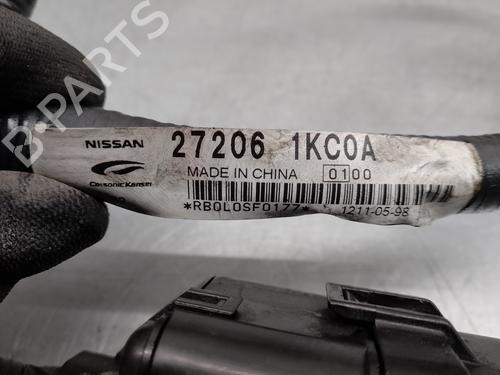 B-PARTS
NISSAN
27206 1KC0A
CalsonicKansei
MADE IN CHINA 0100
*RB0L0SF0177*
1211-05-98